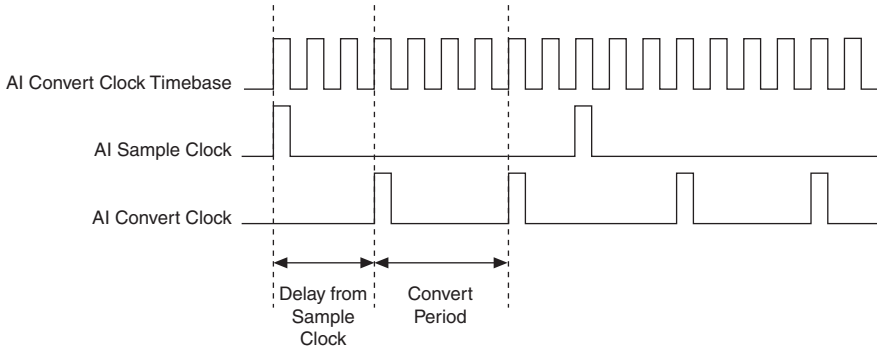 AI Convert Clock Timebase
AI Sample Clock
AI Convert Clock
Delay from
Sample
Clock
Convert
Period